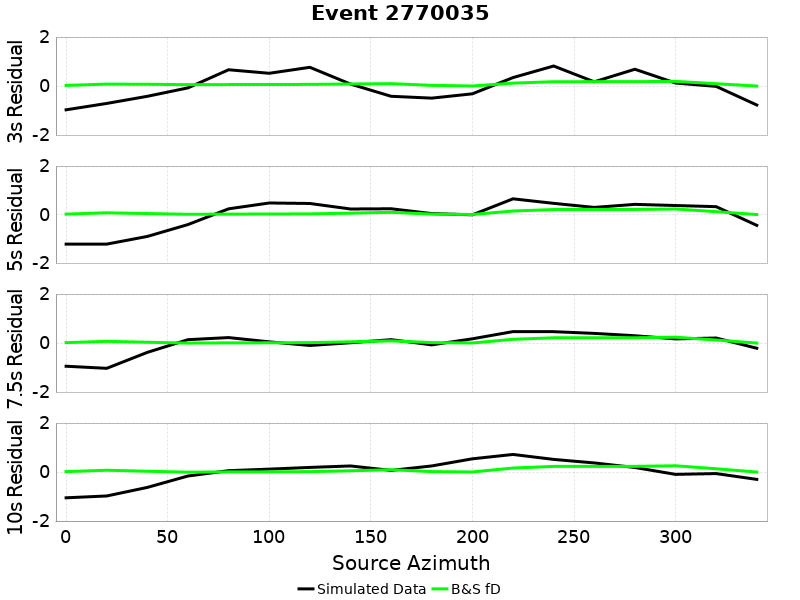 Event 2770035
3s Residual
2
0
-2
5s Residual
2
0
-2
7.5s Residual
2
0
-2
10s Residual
2
0
-2
0 50 100 150 200 250 300
Source Azimuth
Simulated Data B&S fD